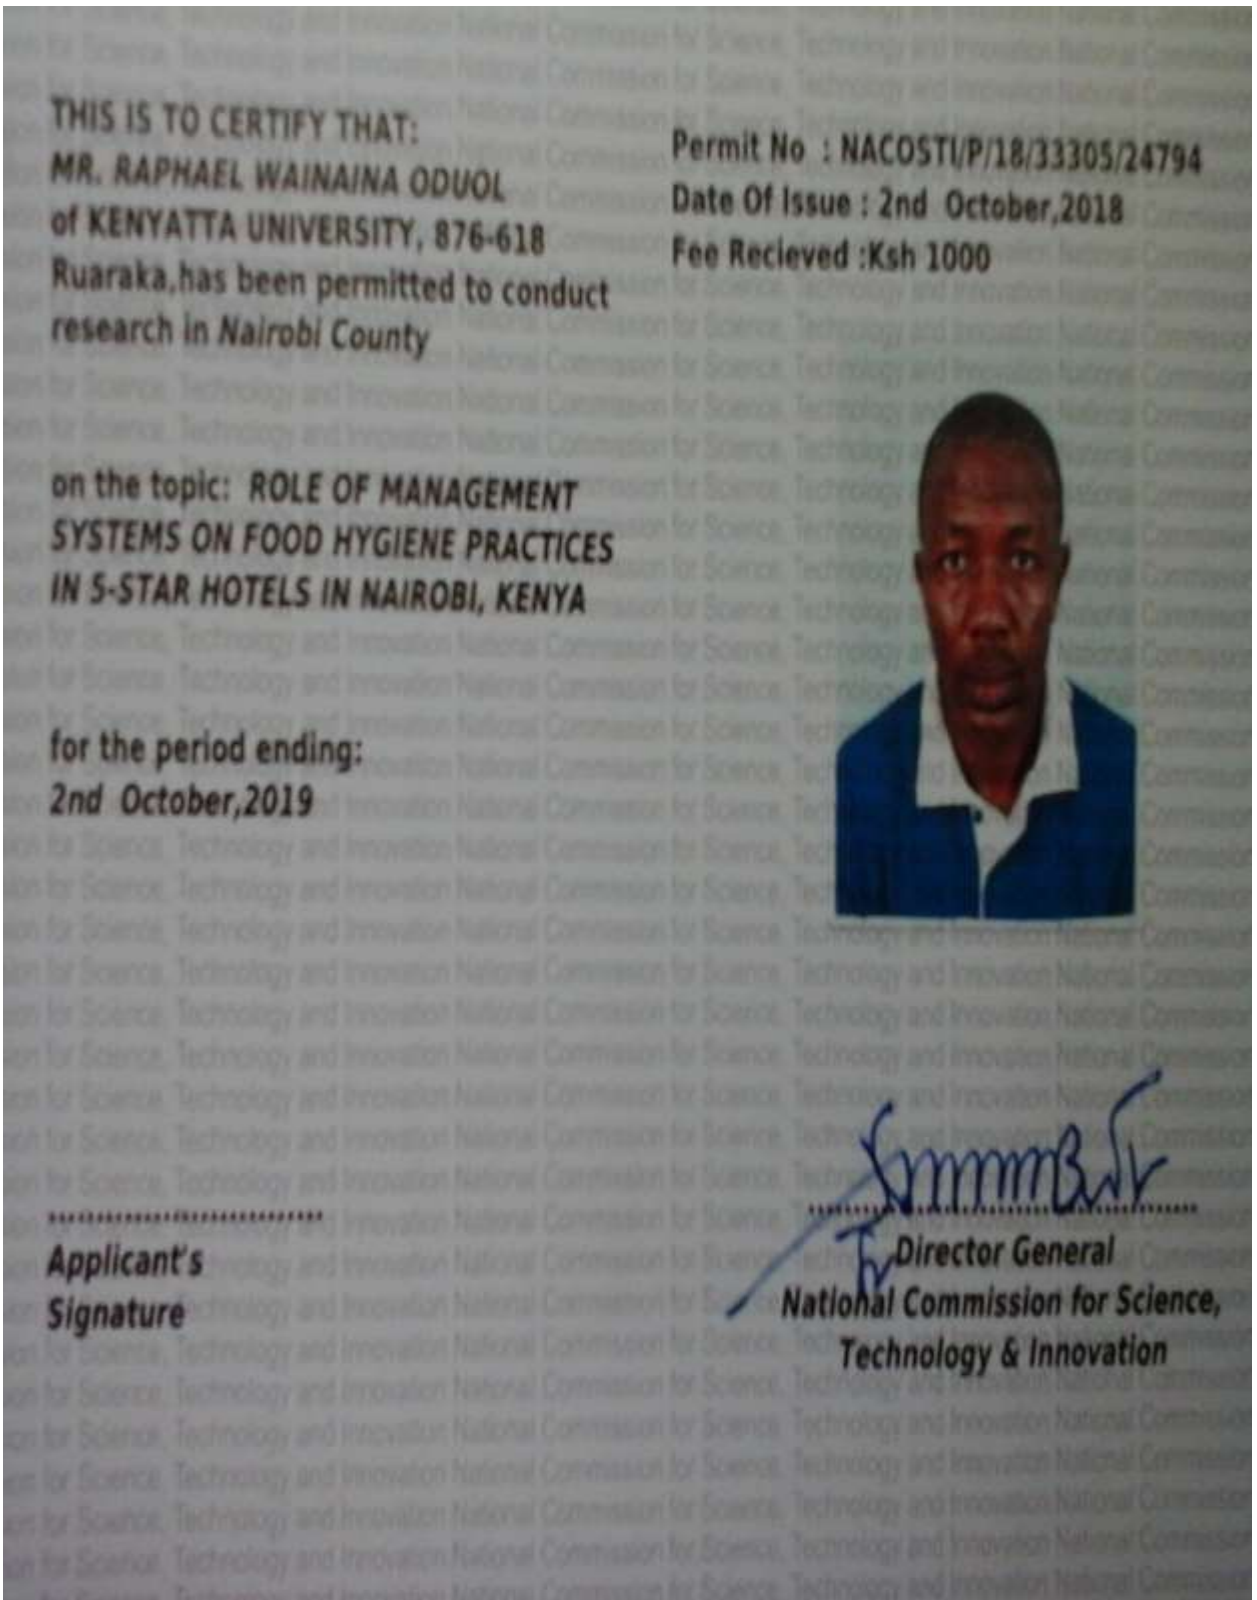 THIS IS TO CERTIFY THAT:
MR. RAPHAEL WAINAINA ODUOL
of KENYATTA UNIVERSITY, 876-618
Ruaraka,has been permitted to conduct
research in Nairobi County
on the topic: ROLE OF MANAGEMENT
SYSTEMS ON FOOD HYGIENE PRACTICES
IN 5-STAR HOTELS IN NAIROBI, KENYA
for the period ending:
2nd October,2019
Applicant's
Signature
Permit No : NACOSTI/P/18/33305/24794
Date Of Issue : 2nd October,2018
Fee Recieved :Ksh 1000
Director General
National Commission for Science,
Technology & Innovation